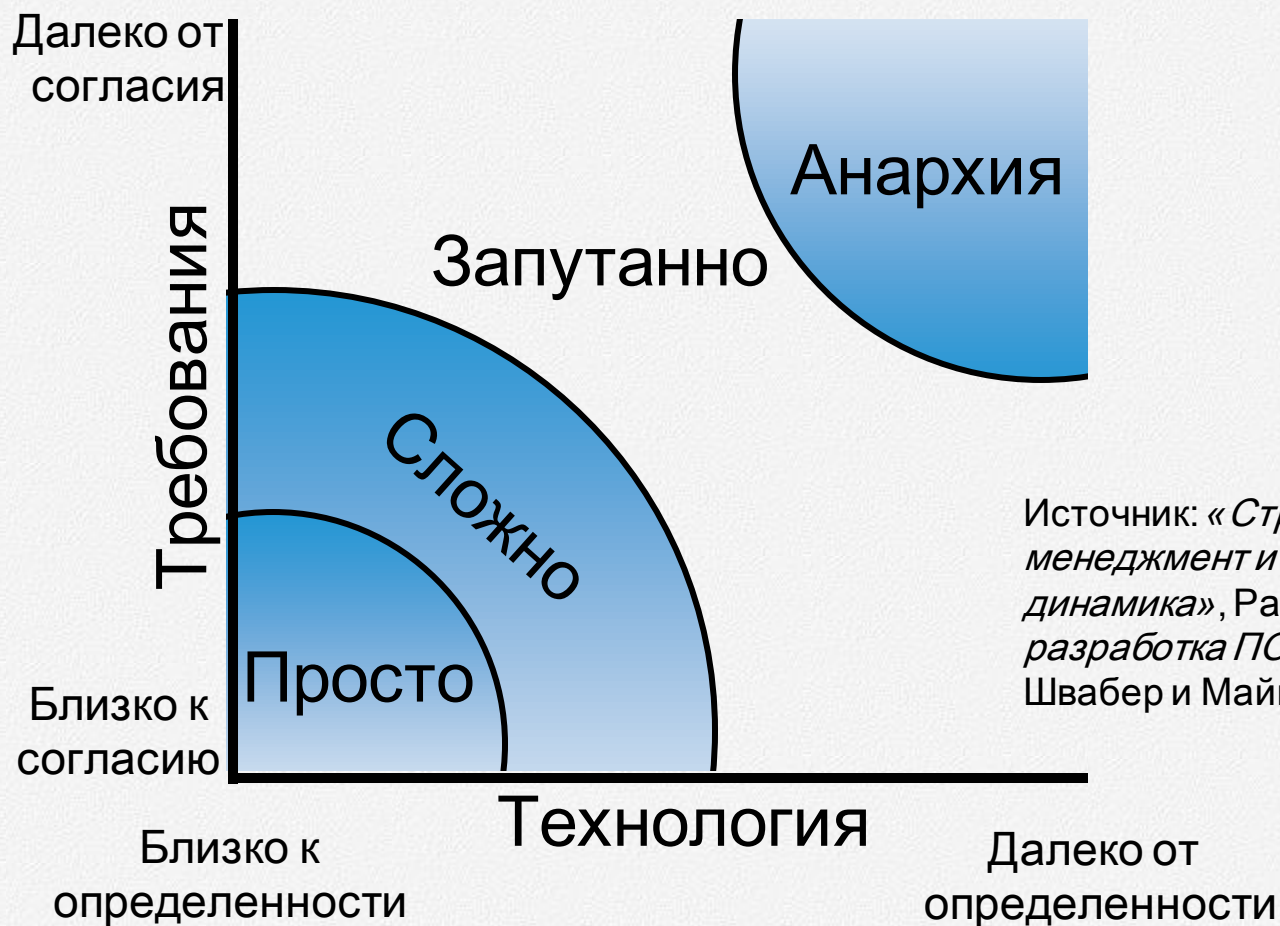 Далеко от
согласия
Анархия
Запутанно
Требования
Сложно
Источник: «
менеджмент и
динамика»,
разработка ПО
Швабер и
Просто
Близко к
согласию
Технология
Близко к
определенности
Далеко от
определенности